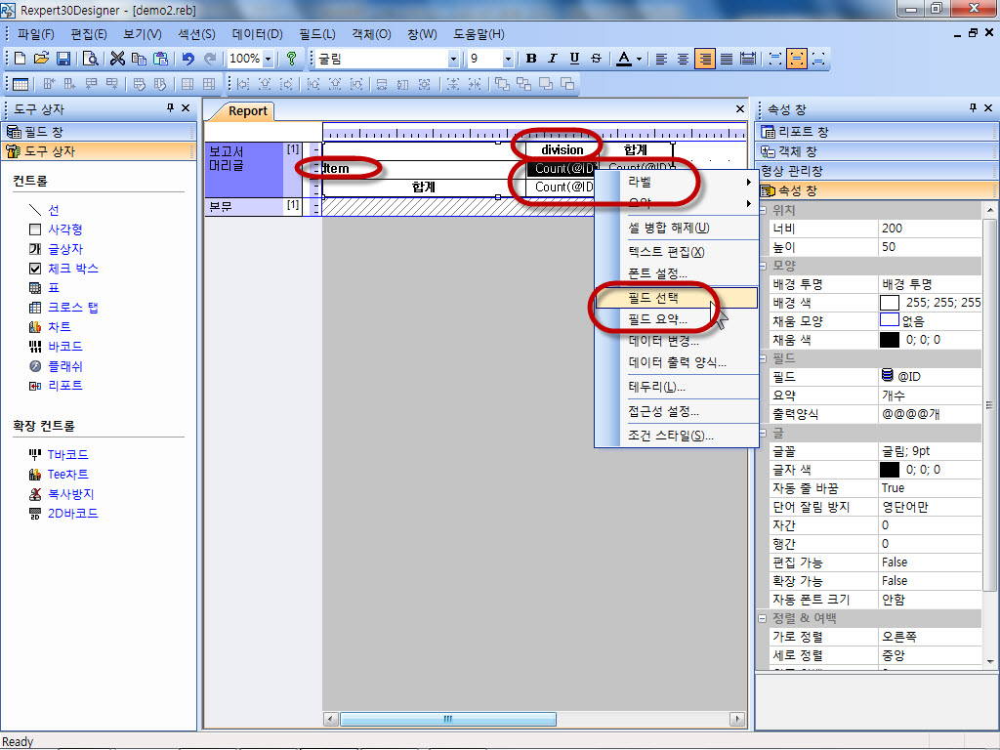 Rexpert30Designer - [demo2.reb]
파일(F) 편집(E) 보기(V) 섹션(S) 데이터(D) 필드(L) 객체(O) 창(W) 도움말(H)
100% 굴림 9 B I U S A
도구 상자
필드 창
도구 상자
컨트롤
선
사각형
글상자
체크 박스
표
크로스 탭
차트
바코드
플래쉬
리포트
확장 컨트롤
T바코드
Tee차트
복사방지
2D바코드
Report
보고서
머리글
[1]
division 합계
Item
Count(@ID Count(@ID
합계 Count(@ID
본문 [1]
라벨
요약
셀 병합 해제(U)
텍스트 편집(X)
폰트 설정...
필드 선택
필드 요약...
데이터 변경...
데이터 출력 양식...
테두리(L)...
접근성 설정...
조건 스타일(S)...
속성 창
리포트 창
객체 창
형상 관리창
속성 창
위치
너비 200
높이 50
모양
배경 투명 배경 투명
배경 색 255; 255; 255
채움 모양 없음
채움 색 0; 0; 0
필드
필드 @ID
요약 개수
출력양식 @@@@개
글
글꼴 굴림; 9pt
글자 색 0; 0; 0
자동 줄 바꿈 True
단어 잘림 방지 영단어만
자간 0
행간 0
편집 가능 False
확장 가능 False
자동 폰트 크기 안함
정렬 & 여백
가로 정렬 오른쪽
세로 정렬 중앙
Ready